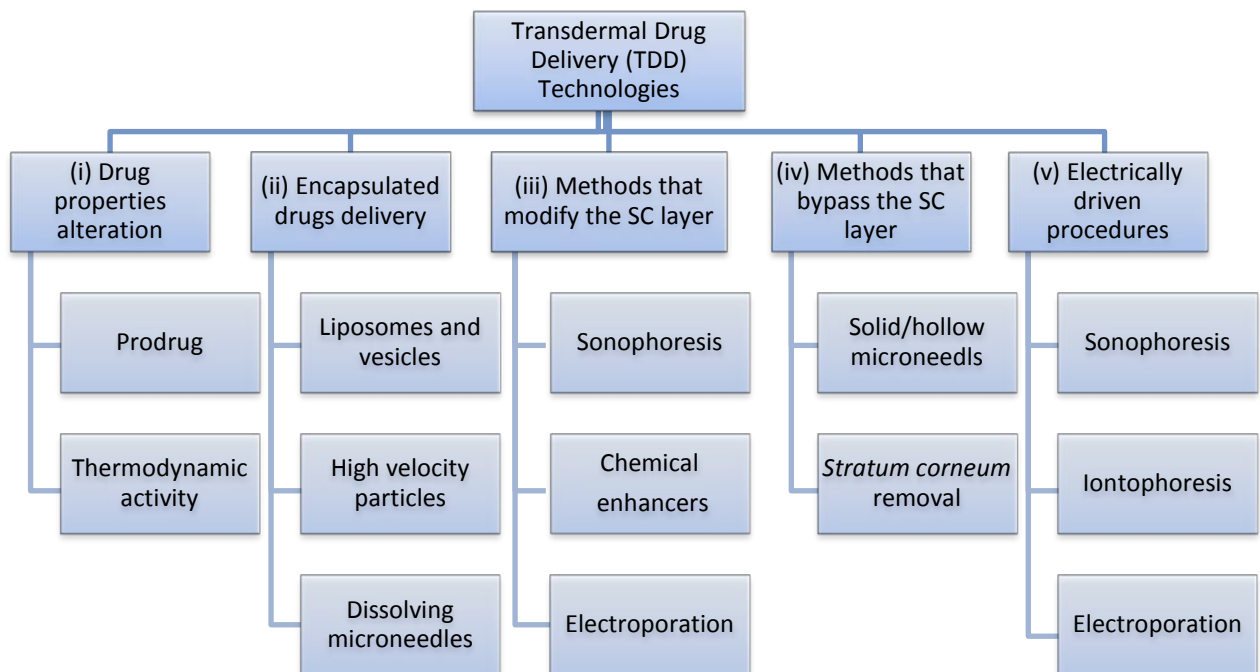 Transdermal Drug
Delivery (TDD)
Technologies
(i) Drug
properties
alteration
(ii) Encapsulated
drugs delivery
(iii) Methods that
modify the SC layer
(iv) Methods that
bypass the SC
layer
(v) Electrically
driven
procedures
Prodrug
Thermodynamic
activity
Liposomes and
vesicles
High velocity
particles
Dissolving
microneedles
Sonophoresis
Chemical
enhancers
Electroporation
Solid/hollow
microneedls
Stratum corneum
removal
Sonophoresis
Iontophoresis
Electroporation